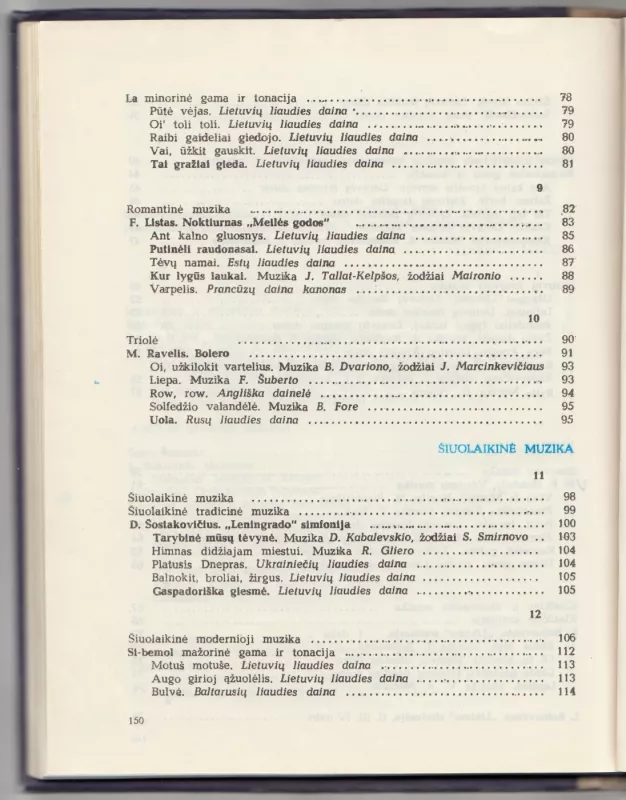 La minorinė gama ir tonacija ........................................ 78
Pūtė vėjas. Lietuvių liaudies daina ................................ 79
Oi' toli toli. Lietuvių liaudies daina .............................. 79
Raibi gaideliai giedojo. Lietuvių liaudies daina .................... 80
Vai, ūžkit gauskit. Lietuvių liaudies daina ........................ 80
Tai gražiai gieda. Lietuvių liaudies daina ......................... 81
9
Romantinė muzika .................................................. 82
F. Listas. Noktiurnas „Meilės godos" ................................ 83
Ant kalno gluosnys. Lietuvių liaudies daina ........................ 85
Putinėli raudonasai. Lietuvių liaudies daina ........................ 86
Tėvų namai. Estų liaudies daina .................................... 87
Kur lygūs laukai. Muzika J. Tallat-Kelpšos, žodžiai Maironio ...... 88
Varpelis. Prancūzų daina kanonas .................................. 89
10
Triolė .................................................. 90
M. Ravelis. Bolero .................................................. 91
Oi, užkilokit vartelius. Muzika B. Dvariono, žodžiai J. Marcinkevičiaus 93
Liepa. Muzika F. Šuberto .......................................... 93
Row, row. Angliška dainelė ........................................ 94
Solfedžio valandėlė. Muzika B. Fore ................................ 95
Uola. Rusų liaudies daina .......................................... 95
ŠIUOLAIKINĖ MUZIKA
11
Šiuolaikinė muzika .................................................. 98
Šiuolaikinė tradicinė muzika ........................................ 99
D. Šostakovičius. „Leningrado" simfonija ............................ 100
Tarybinė mūsų tėvynė. Muzika D. Kabalevskio, žodžiai S. Smirnovo .. 103
Himnas didžiajam miestui. Muzika R. Gliero ........................ 104
Platusis Dnepras. Ukrainiečių liaudies daina ........................ 104
Balnokit, broliai, žirgus. Lietuvių liaudies daina .................... 105
Gaspadoriška giesmė. Lietuvių liaudies daina ........................ 105
12
Šiuolaikinė modernioji muzika ...................................... 106
Si-bemol mažorinė gama ir tonacija ................................ 112
Motuš motuše. Lietuvių liaudies daina .............................. 113
Augo girioj ąžuolėlis. Lietuvių liaudies daina ...................... 113
Bulvė. Baltarusių liaudies daina .................................. 114
150